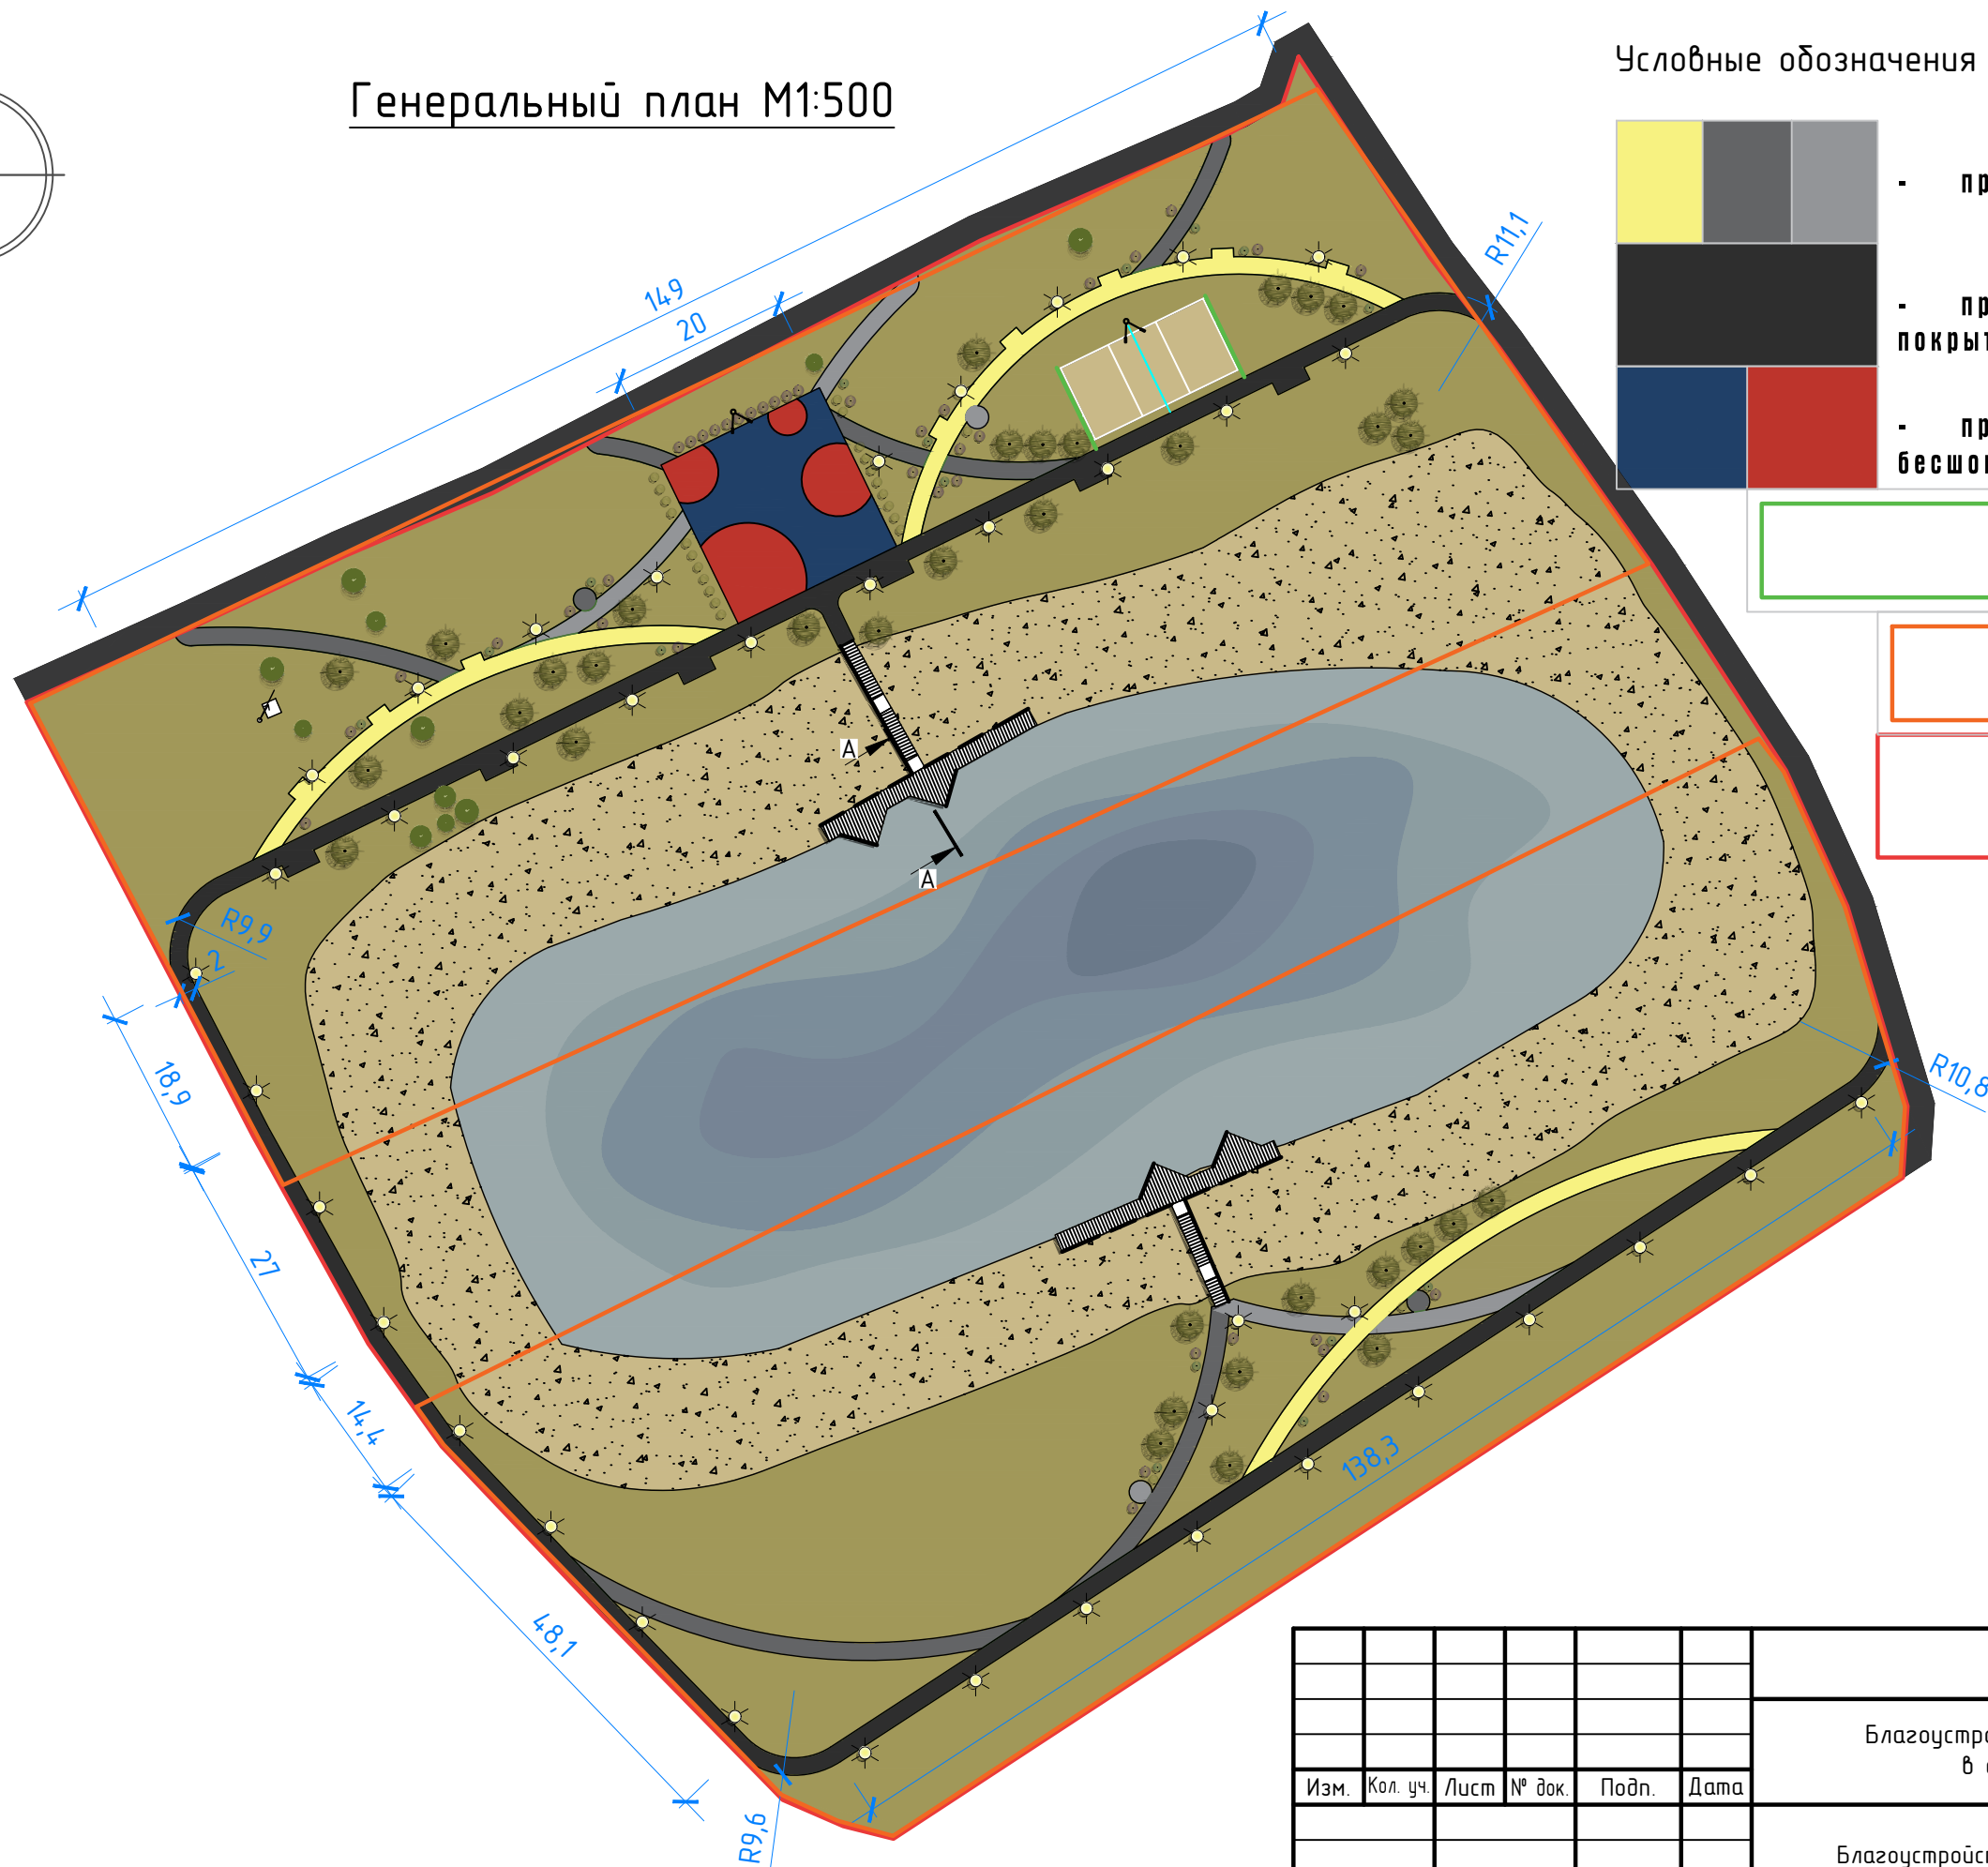 Генеральный план М1:500
Условные обозначения
- пр
- пр
покрыт
- пр
149
20
R11,1
А
А
R9,9
2
18,9
27
14,4
48,1
R9,6
138,3
R10,8
Благоустро
в
Изм. Кол. уч. Лист № док. Подп. Дата
Благоустройс